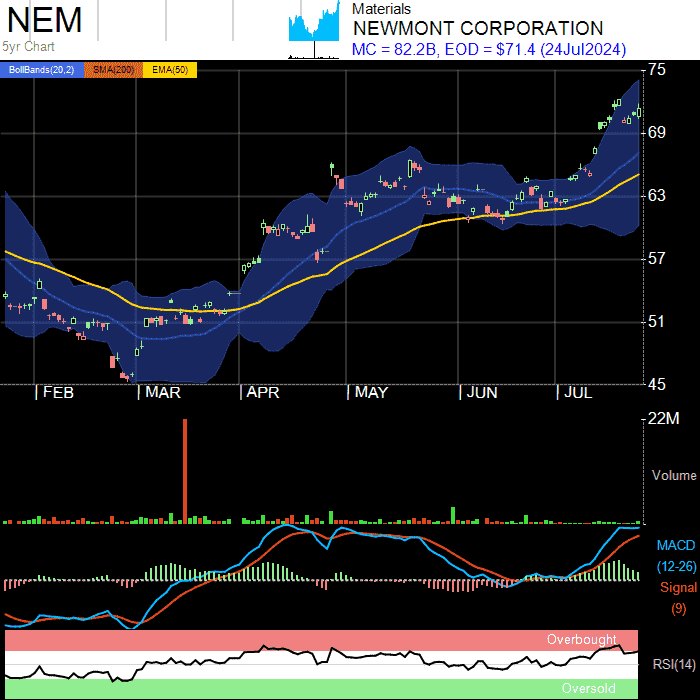 NEM
5yr Chart
Materials
NEWMONT CORPORATION
MC = 82.2B, EOD = $71.4 (24Jul2024)
BollBands(20,2) SMA(200) EMA(50)
75
69
63
57
51
45
FEB MAR APR MAY JUN JUL
22M
Volume
MACD
(12-26)
Signal
(9)
Overbought
RSI(14)
Oversold